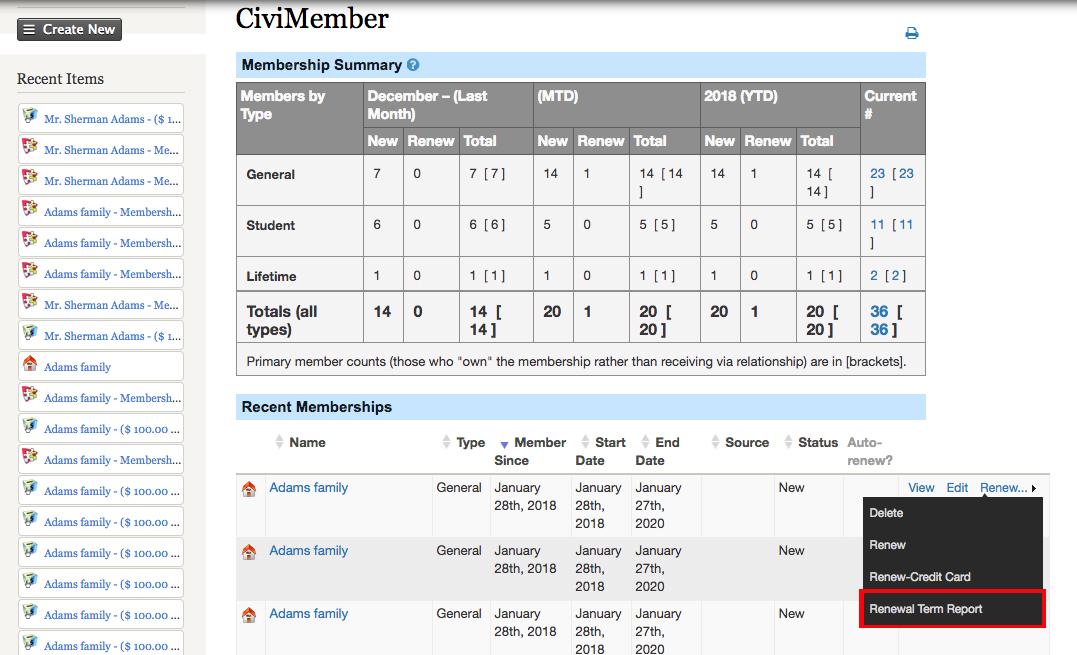 CiviMember
Create New
Recent Items
Mr. Sherman Adams - ($ 1...
Mr. Sherman Adams - Me...
Mr. Sherman Adams - Me...
Adams family - Membersh...
Adams family - Membersh...
Adams family - Membersh...
Mr. Sherman Adams - Me...
Mr. Sherman Adams - ($ 1...
Adams family
Adams family - Membersh...
Adams family - ($ 100.00 ...
Adams family - Membersh...
Adams family - ($ 100.00 ...
Adams family - ($ 100.00 ...
Adams family - ($ 100.00 ...
Adams family - ($ 100.00 ...
Adams family - ($ 100.00 ...
Adams family - ($ 100.00 ...
Membership Summary ?
Members by December – (Last (MTD) 2018 (YTD) Current
Type Month) #
New Renew Total New Renew Total New Renew Total
General 7 0 7 [ 7 ] 14 1 14 [ 14 14 1 14 [ 23 [ 23
] 14 ] ]
Student 6 0 6 [ 6 ] 5 0 5 [ 5 ] 5 0 5 [ 5 ] 11 [ 11
]
Lifetime 1 0 1 [ 1 ] 1 0 1 [ 1 ] 1 0 1 [ 1 ] 2 [ 2 ]
Totals (all 14 0 14 [ 20 1 20 [ 20 1 20 [ 36 [
types) 14 ] 20 ] 20 ] 36 ]
Primary member counts (those who "own" the membership rather than receiving via relationship) are in [brackets].
Recent Memberships
Name Type Member Start End Source Status Auto-
Since Date Date renew?
Adams family General January January January New View Edit Renew...
28th, 2018 28th, 27th,
2018 2020
Delete
Renew
Renew-Credit Card
Renewal Term Report
Adams family General January January January New
28th, 2018 28th, 27th,
2018 2020
Adams family General January January January New
28th, 2018 28th, 27th,
2018 2020